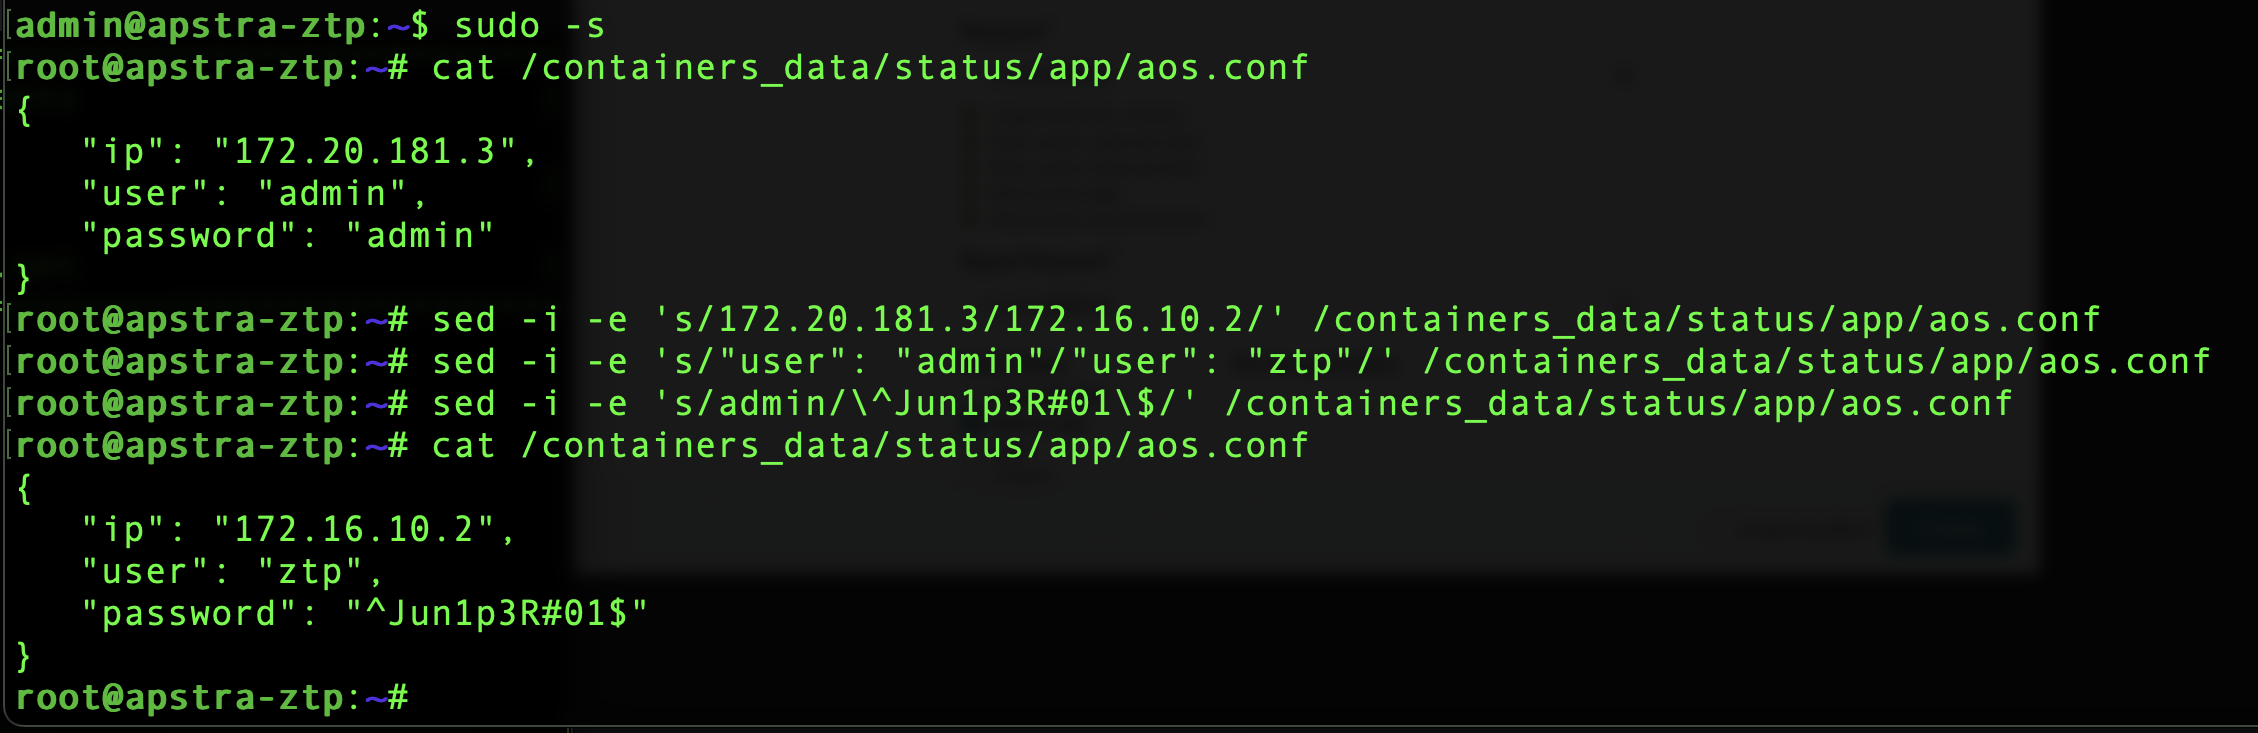 admin@apstra-ztp:~$ sudo -s
root@apstra-ztp:~# cat /containers_data/status/app/aos.conf
{
    "ip": "172.20.181.3",
    "user": "admin",
    "password": "admin"
}
root@apstra-ztp:~# sed -i -e 's/172.20.181.3/172.16.10.2/' /containers_data/status/app/aos.conf
root@apstra-ztp:~# sed -i -e 's/"user": "admin"/"user": "ztp"/' /containers_data/status/app/aos.conf
root@apstra-ztp:~# sed -i -e 's/admin/\^Jun1p3R#01\$/' /containers_data/status/app/aos.conf
root@apstra-ztp:~# cat /containers_data/status/app/aos.conf
{
    "ip": "172.16.10.2",
    "user": "ztp",
    "password": "^Jun1p3R#01$"
}
root@apstra-ztp:~#